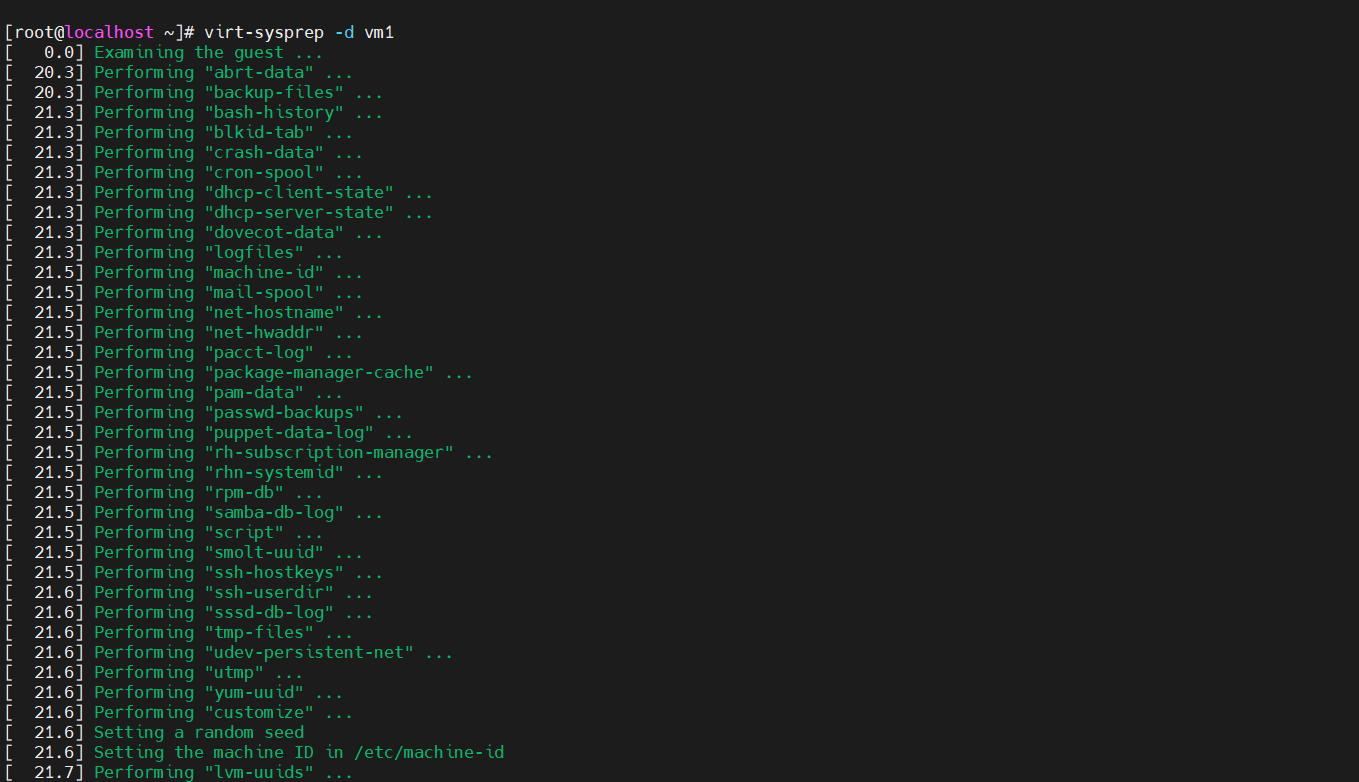 [root@localhost ~]# virt-sysprep -d vm1
[   0.0] Examining the guest ...
[  20.3] Performing "abrt-data" ...
[  20.3] Performing "backup-files" ...
[  21.3] Performing "bash-history" ...
[  21.3] Performing "blkid-tab" ...
[  21.3] Performing "crash-data" ...
[  21.3] Performing "cron-spool" ...
[  21.3] Performing "dhcp-client-state" ...
[  21.3] Performing "dhcp-server-state" ...
[  21.3] Performing "dovecot-data" ...
[  21.3] Performing "logfiles" ...
[  21.5] Performing "machine-id" ...
[  21.5] Performing "mail-spool" ...
[  21.5] Performing "net-hostname" ...
[  21.5] Performing "net-hwaddr" ...
[  21.5] Performing "pacct-log" ...
[  21.5] Performing "package-manager-cache" ...
[  21.5] Performing "pam-data" ...
[  21.5] Performing "passwd-backups" ...
[  21.5] Performing "puppet-data-log" ...
[  21.5] Performing "rh-subscription-manager" ...
[  21.5] Performing "rhn-systemid" ...
[  21.5] Performing "rpm-db" ...
[  21.5] Performing "samba-db-log" ...
[  21.5] Performing "script" ...
[  21.5] Performing "smolt-uuid" ...
[  21.5] Performing "ssh-hostkeys" ...
[  21.6] Performing "ssh-userdir" ...
[  21.6] Performing "sssd-db-log" ...
[  21.6] Performing "tmp-files" ...
[  21.6] Performing "udev-persistent-net" ...
[  21.6] Performing "utmp" ...
[  21.6] Performing "yum-uuid" ...
[  21.6] Performing "customize" ...
[  21.6] Setting a random seed
[  21.6] Setting the machine ID in /etc/machine-id
[  21.7] Performing "lvm-uuids" ...